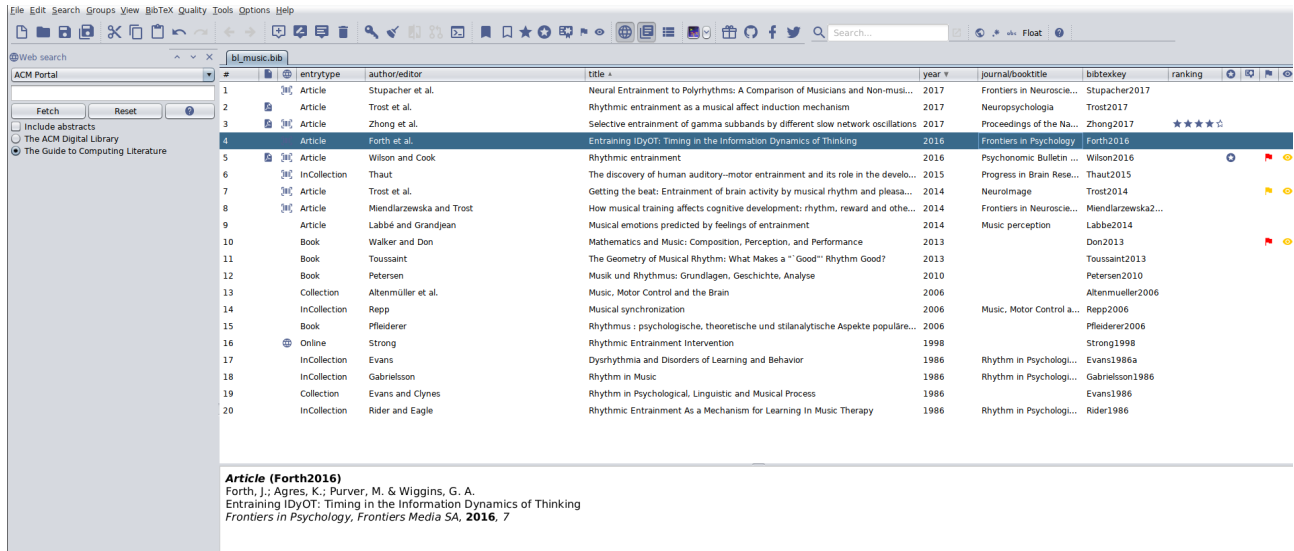 File Edit Search Groups View BibTeX Quality Tools Options Help
Search... Float
Web search bl_music.bib
ACM Portal # entrytype author/editor title year journal/booktitle bibtexkey ranking
1 Article Stupacher et al. Neural Entrainment to Polyrhythms: A Comparison of Musicians and Non-musi... 2017 Frontiers in Neuroscie... Stupacher2017
Fetch Reset 2 Article Trost et al. Rhythmic entrainment as a musical affect induction mechanism 2017 Neuropsychologia Trost2017
Include abstracts 3 Article Zhong et al. Selective entrainment of gamma subbands by different slow network oscillations 2017 Proceedings of the Na... Zhong2017
The ACM Digital Library 4 Article Forth et al. Entraining IDyOT: Timing in the Information Dynamics of Thinking 2016 Frontiers in Psychology Forth2016
The Guide to Computing Literature 5 Article Wilson and Cook Rhythmic entrainment 2016 Psychonomic Bulletin ... Wilson2016
6 InCollection Thaut The discovery of human auditory--motor entrainment and its role in the develo... 2015 Progress in Brain Rese... Thaut2015
7 Article Trost et al. Getting the beat: Entrainment of brain activity by musical rhythm and pleasa... 2014 NeuroImage Trost2014
8 Article Miendlarzewska and Trost How musical training affects cognitive development: rhythm, reward and othe... 2014 Frontiers in Neuroscie... Miendlarzewska2...
9 Article Labbé and Grandjean Musical emotions predicted by feelings of entrainment 2014 Music perception Labbe2014
10 Book Walker and Don Mathematics and Music: Composition, Perception, and Performance 2013 Don2013
11 Book Toussaint The Geometry of Musical Rhythm: What Makes a "`Good"' Rhythm Good? 2013 Toussaint2013
12 Book Petersen Musik und Rhythmus: Grundlagen, Geschichte, Analyse 2010 Petersen2010
13 Collection Altenmüller et al. Music, Motor Control and the Brain 2006 Altenmueller2006
14 InCollection Repp Musical synchronization 2006 Music, Motor Control a... Repp2006
15 Book Pfleiderer Rhythmus : psychologische, theoretische und stilanalytische Aspekte populäre... 2006 Pfleiderer2006
16 Online Strong Rhythmic Entrainment Intervention 1998 Strong1998
17 InCollection Evans Dysrhythmia and Disorders of Learning and Behavior 1986 Rhythm in Psychologi... Evans1986a
18 InCollection Gabrielsson Rhythm in Music 1986 Rhythm in Psychologi... Gabrielsson1986
19 Collection Evans and Clynes Rhythm in Psychological, Linguistic and Musical Process 1986 Evans1986
20 InCollection Rider and Eagle Rhythmic Entrainment As a Mechanism for Learning In Music Therapy 1986 Rhythm in Psychologi... Rider1986
Article (Forth2016)
Forth, J.; Agres, K.; Purver, M. & Wiggins, G. A.
Entraining IDyOT: Timing in the Information Dynamics of Thinking
Frontiers in Psychology, Frontiers Media SA, 2016, 7